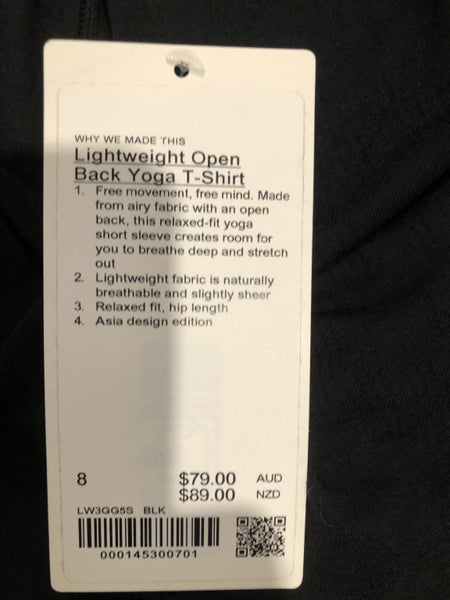 WHY WE MADE THIS
Lightweight Open
Back Yoga T-Shirt
1. Free movement, free mind. Made
from airy fabric with an open
back, this relaxed-fit yoga
short sleeve creates room for
you to breathe deep and stretch
out
2. Lightweight fabric is naturally
breathable and slightly sheer
3. Relaxed fit, hip length
4. Asia design edition
8 $79.00 AUD
$89.00 NZD
LW3GG5S BLK
000145300701